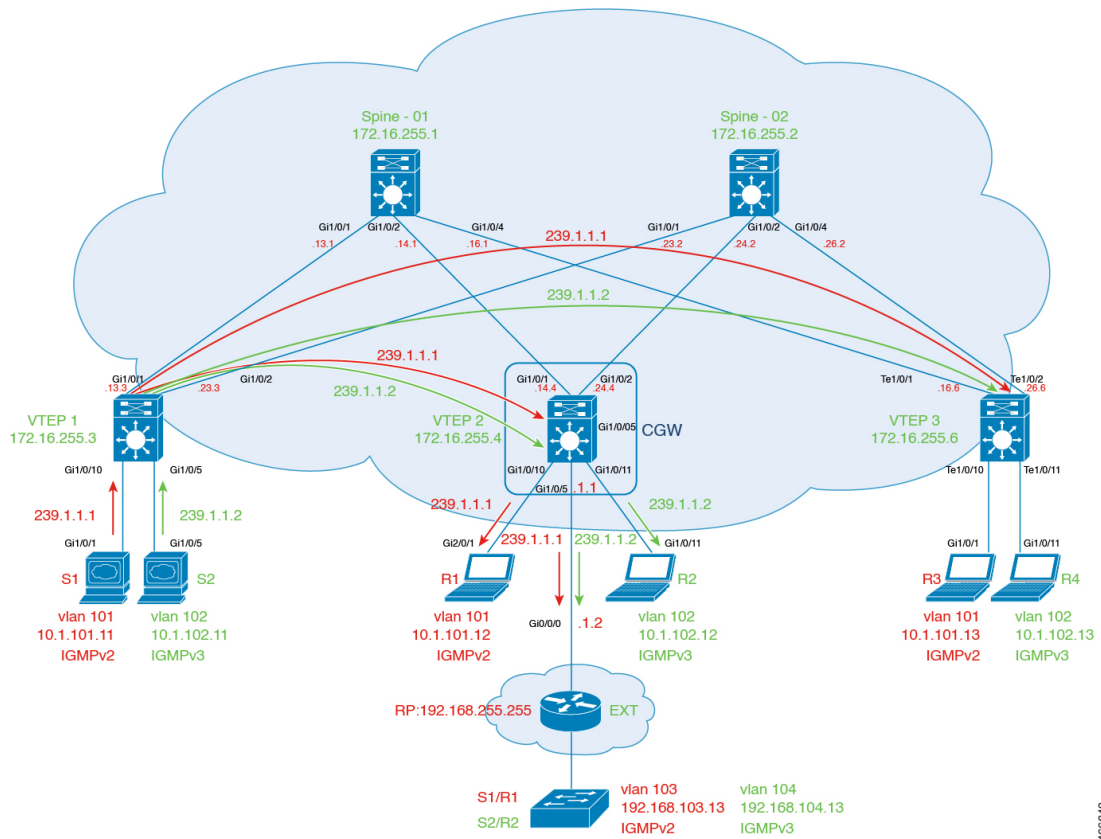 Spine - 01
172.16.255.1
Spine - 02
172.16.255.2
Gi1/0/1
Gi1/0/2
Gi1/0/4
.13.1
.14.1
.16.1
Gi1/0/1
Gi1/0/2
Gi1/0/4
.23.2
.24.2
.26.2
239.1.1.1
239.1.1.2
239.1.1.1
239.1.1.2
Gi1/0/1
.13.3
Gi1/0/2
.23.3
VTEP 1
172.16.255.3
Gi1/0/1
Gi1/0/2
.14.4
.24.4
VTEP 2
172.16.255.4
Gi1/0/05
CGW
Te1/0/1
Te1/0/2
.16.6
.26.6
VTEP 3
172.16.255.6
Gi1/0/10
Gi1/0/5
239.1.1.1
239.1.1.2
Gi1/0/1
Gi1/0/5
S1
S2
vlan 101
10.1.101.11
IGMPv2
vlan 102
10.1.102.11
IGMPv3
Gi1/0/10
Gi1/0/11
Gi1/0/5
.1.1
239.1.1.1
239.1.1.2
239.1.1.1
239.1.1.2
Gi2/0/1
Gi1/0/11
R1
R2
vlan 101
10.1.101.12
IGMPv2
Gi0/0/0
.1.2
vlan 102
10.1.102.12
IGMPv3
Te1/0/10
Te1/0/11
Gi1/0/1
Gi1/0/11
R3
R4
vlan 101
10.1.101.13
IGMPv2
vlan 102
10.1.102.13
IGMPv3
RP:192.168.255.255
EXT
S1/R1
S2/R2
vlan 103
192.168.103.13
IGMPv2
vlan 104
192.168.104.13
IGMPv3